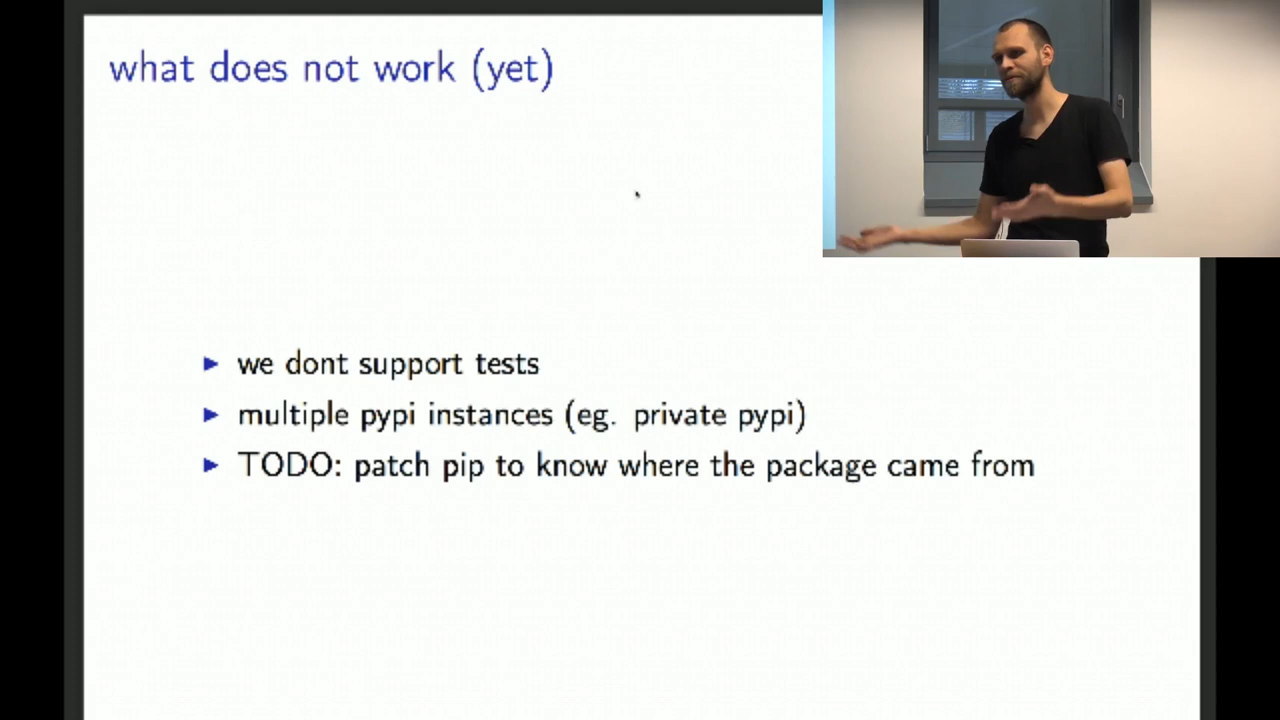 what does not work (yet)
we dont support tests
multiple pypi instances (eg. private pypi)
TODO: patch pip to know where the package came from